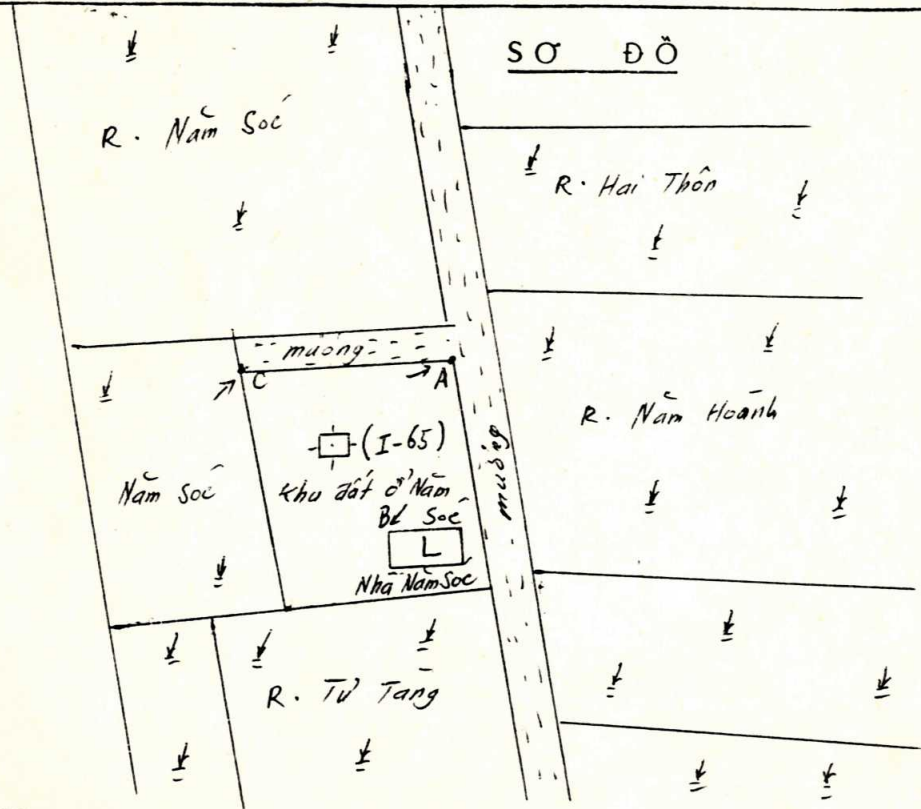 SƠ ĐỒ
R. Năm Sóc
R. Hai Thôn
mương
C
A
R. Năm Hoành
(I-65)
mương
Năm Sóc
Khu đất ở Năm
Sóc
B
L
Nhà Năm Sóc
R. Tư Tảng